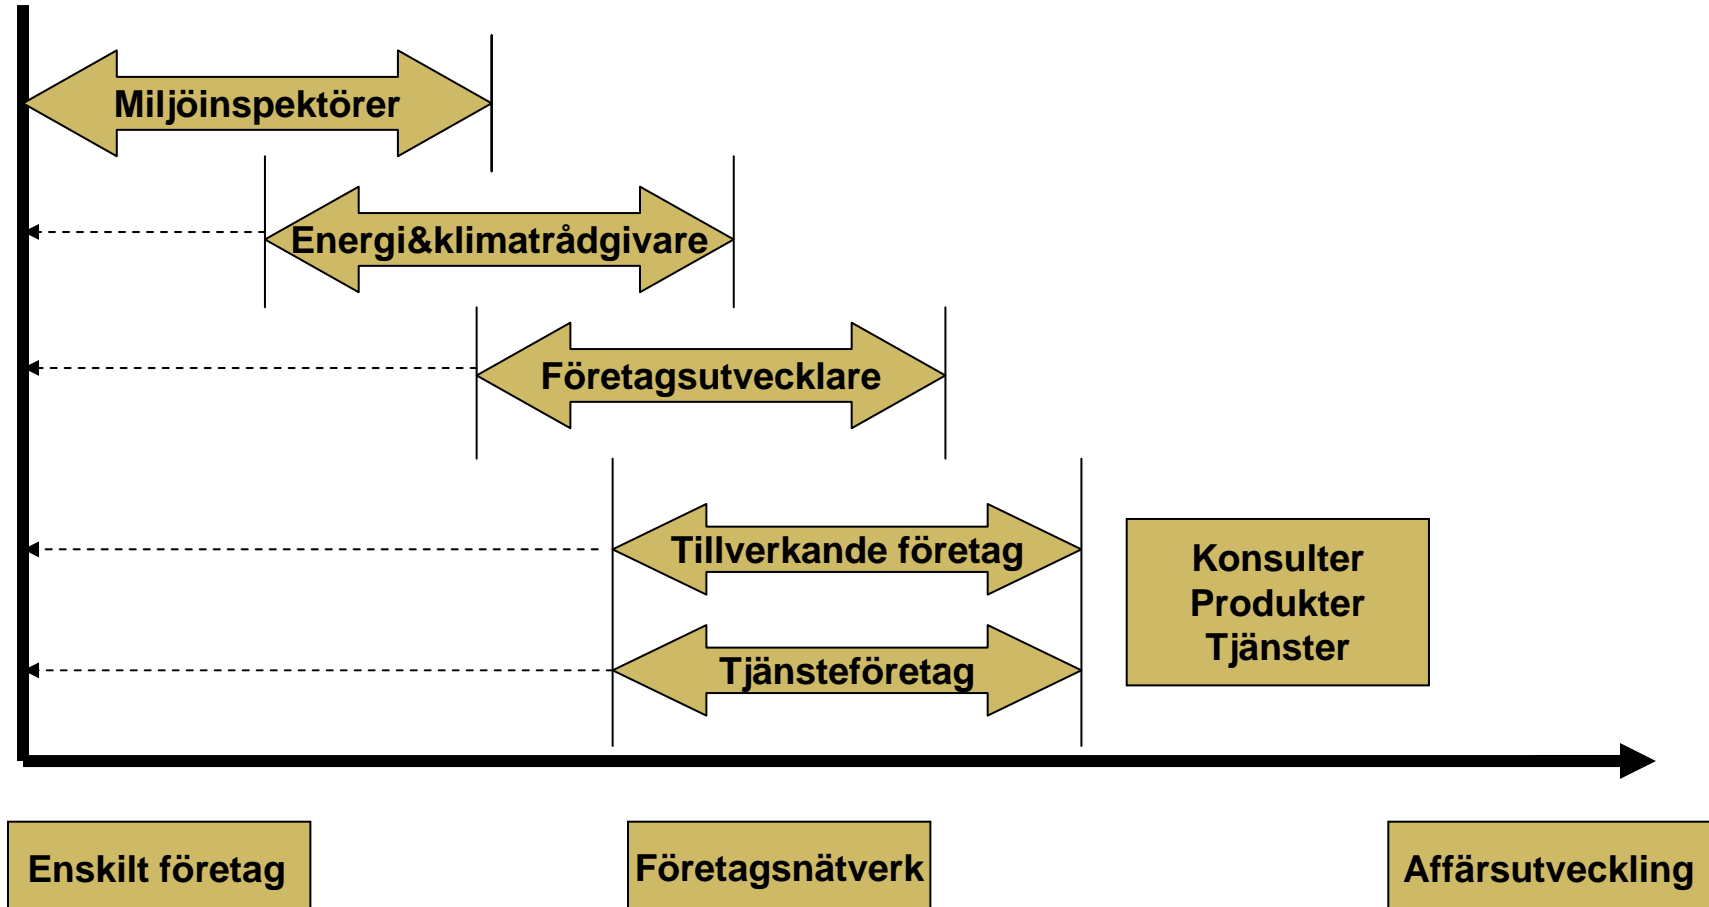 Miljöinspektörer
Energi&klimatrådgivare
Företagsutvecklare
Tillverkande företag
Konsulter
Produkter
Tjänster
Tjänsteföretag
Enskilt företag
Företagsnätverk
Affärsutveckling